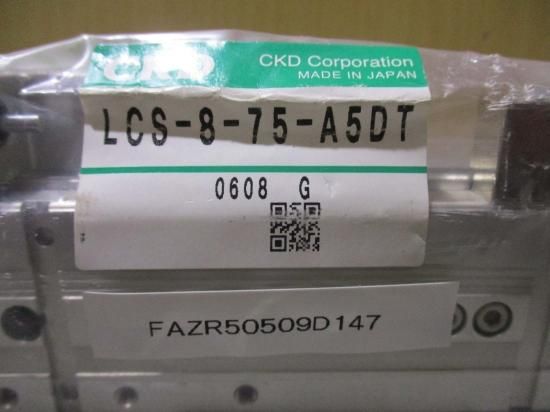 CKD
CKD Corporation
MADE IN JAPAN
LCS-8-75-A5DT
0608 G
FAZR50509D147